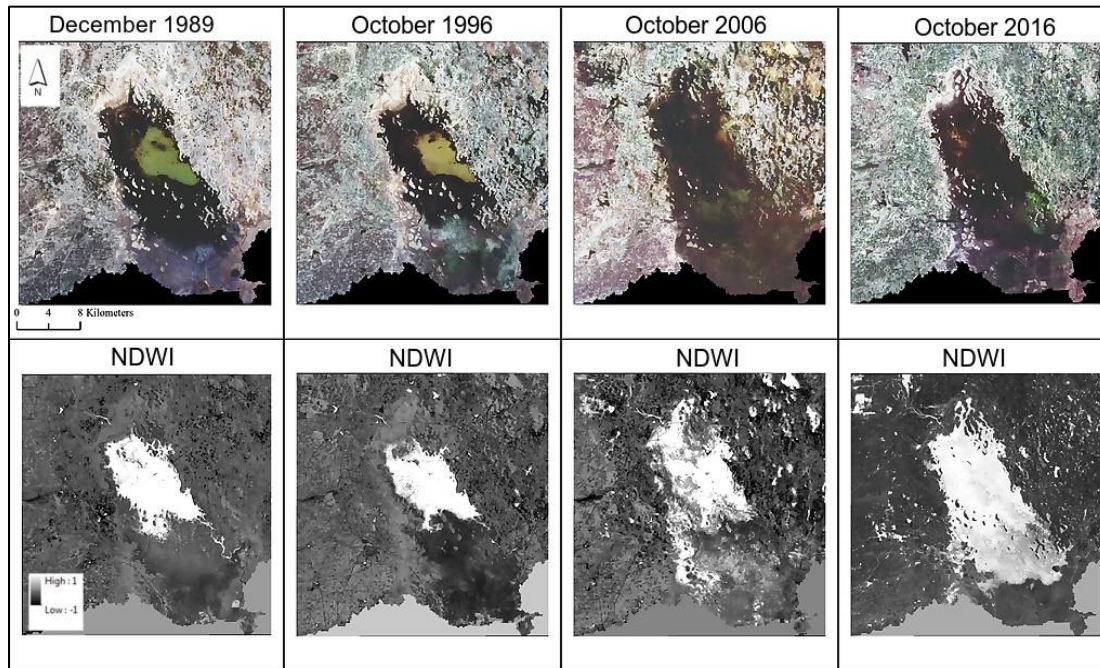 December 1989
October 1996
October 2006
October 2016
N
0 4 8 Kilometers
NDWI
NDWI
NDWI
NDWI
High : 1
Low : -1